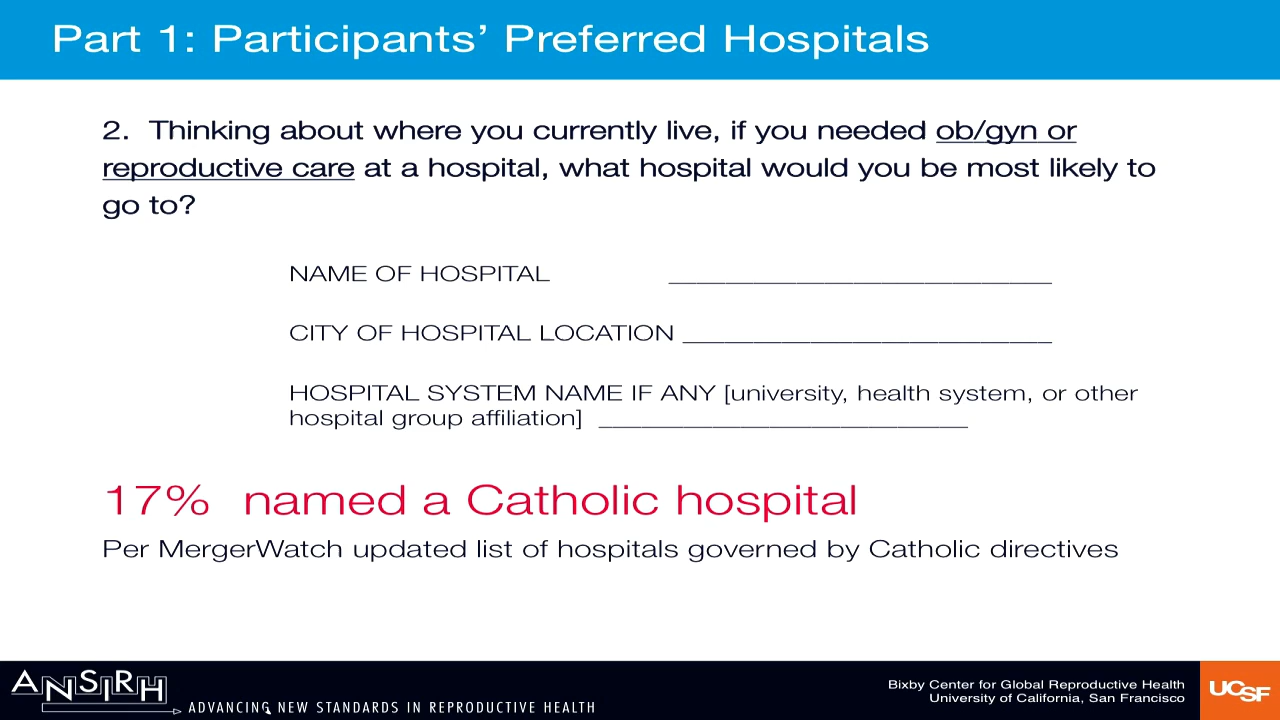 Part 1: Participants’ Preferred Hospitals
2. Thinking about where you currently live, if you needed ob/gyn or
reproductive care at a hospital, what hospital would you be most likely to
go to?
NAME OF HOSPITAL ___________________________
CITY OF HOSPITAL LOCATION __________________________
HOSPITAL SYSTEM NAME IF ANY [university, health system, or other
hospital group affiliation] __________________________
17% named a Catholic hospital
Per MergerWatch updated list of hospitals governed by Catholic directives
ANSIRH
ADVANCING NEW STANDARDS IN REPRODUCTIVE HEALTH
Bixby Center for Global Reproductive Health
University of California, San Francisco
UCSF